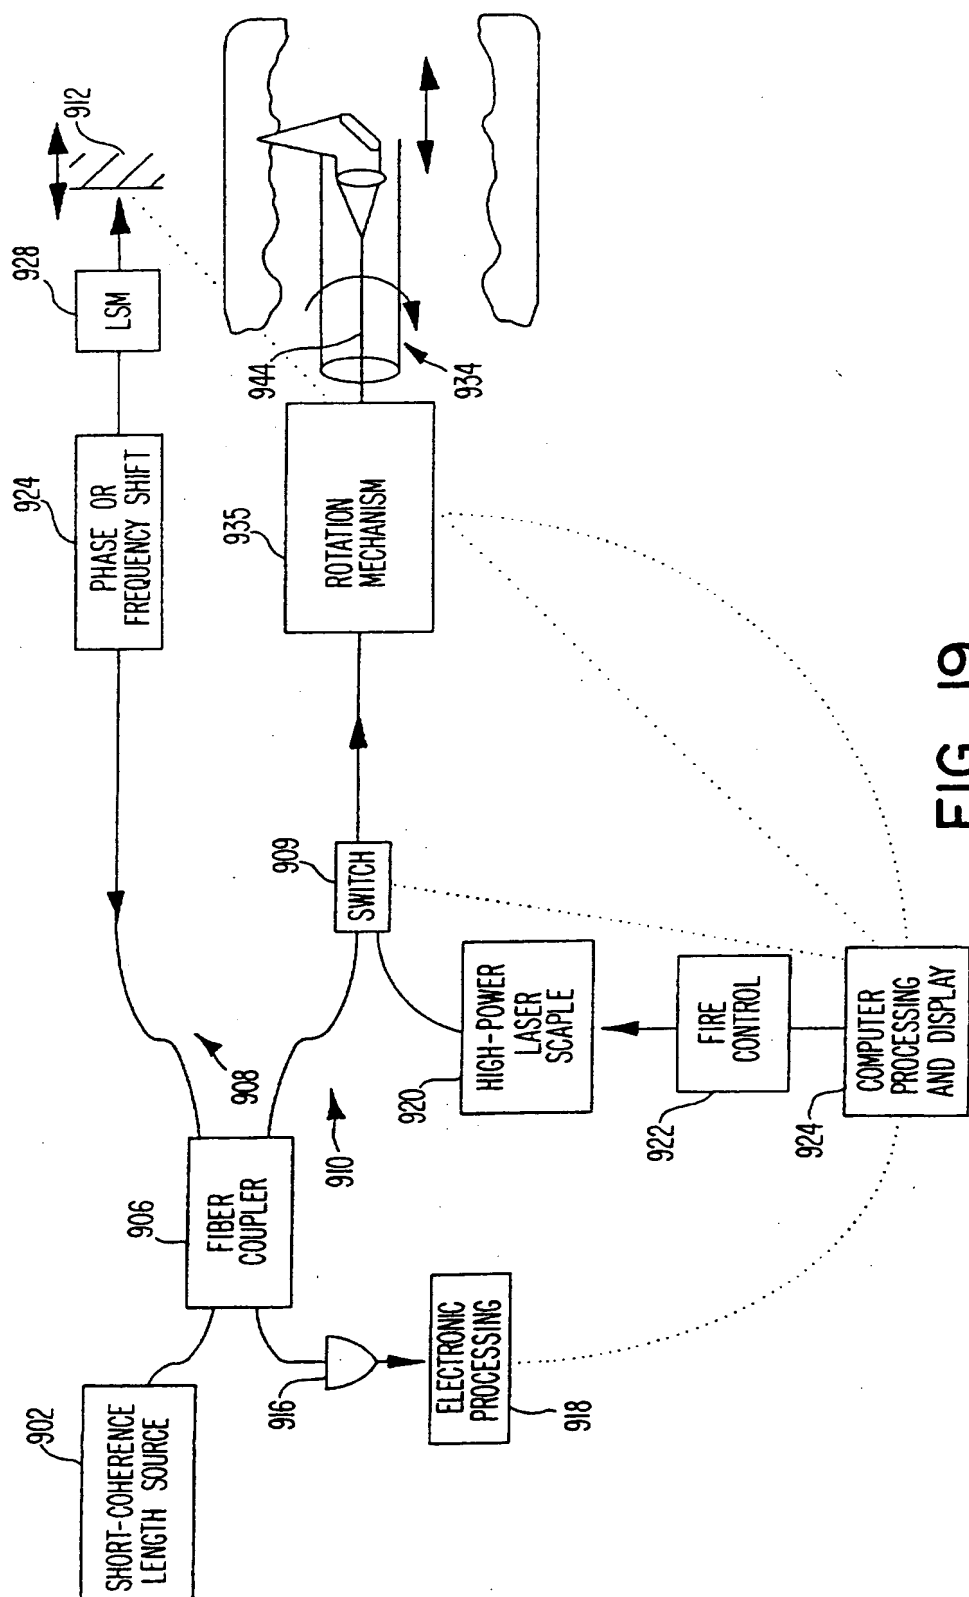 902
SHORT-COHERENCE
LENGTH SOURCE
906
FIBER
COUPLER
908
910
916
ELECTRONIC
PROCESSING
918
924
PHASE OR
FREQUENCY SHIFT
928
LSM
912
909
SWITCH
935
ROTATION
MECHANISM
944
934
920
HIGH-POWER
LASER
SCAPLE
922
FIRE
CONTROL
924
COMPUTER
PROCESSING
AND DISPLAY
FIG 19